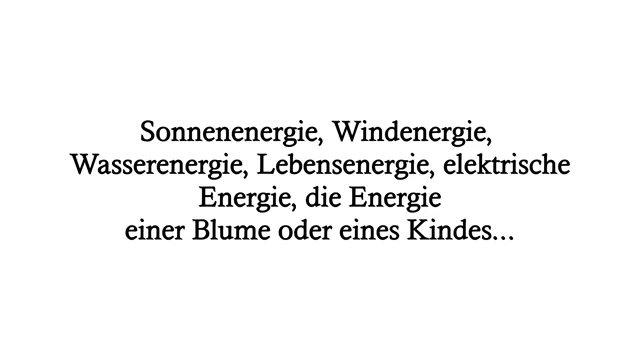 Sonnenenergie, Windenergie,
Wasserenergie, Lebensenergie, elektrische
Energie, die Energie
einer Blume oder eines Kindes...